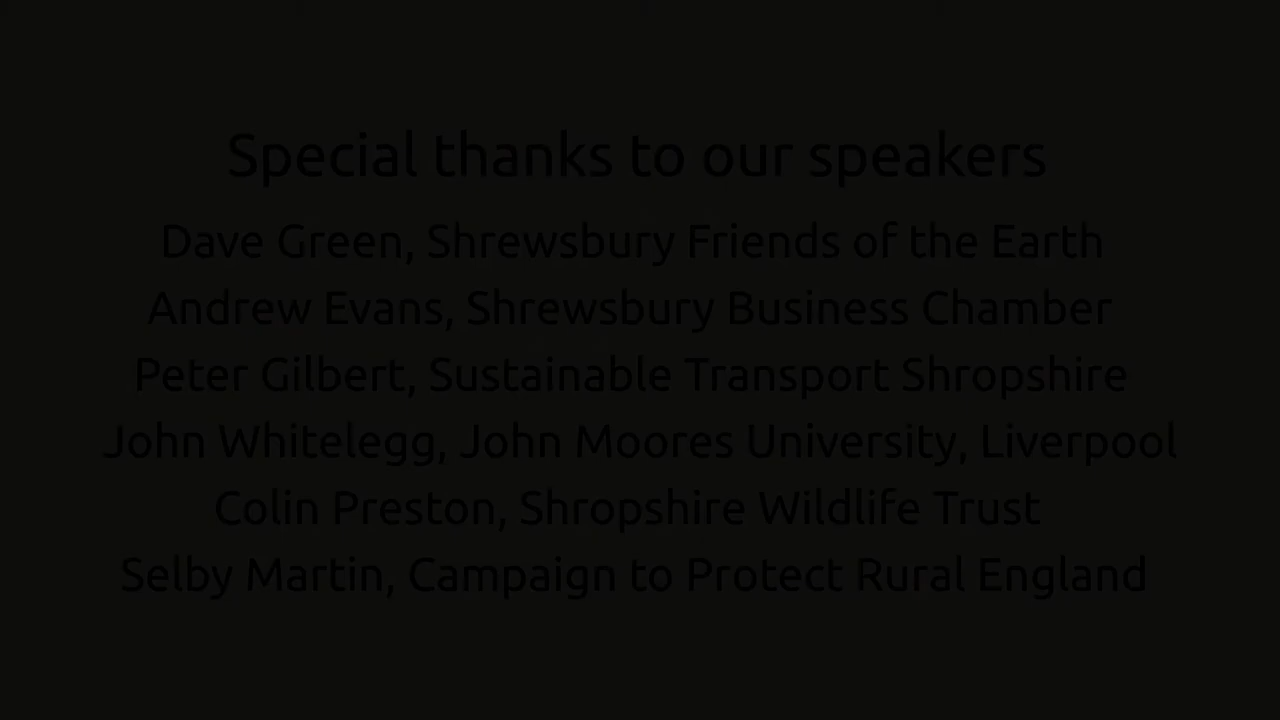 Special thanks to our speakers
Dave Green, Shrewsbury Friends of the Earth
Andrew Evans, Shrewsbury Business Chamber
Peter Gilbert, Sustainable Transport Shropshire
John Whitelegg, John Moores University, Liverpool
Colin Preston, Shropshire Wildlife Trust
Selby Martin, Campaign to Protect Rural England